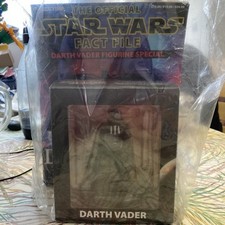 THE OFFICIAL
STAR WARS
FACT FILE
DARTH VADER FIGURINE SPECIAL
DARTH VADER